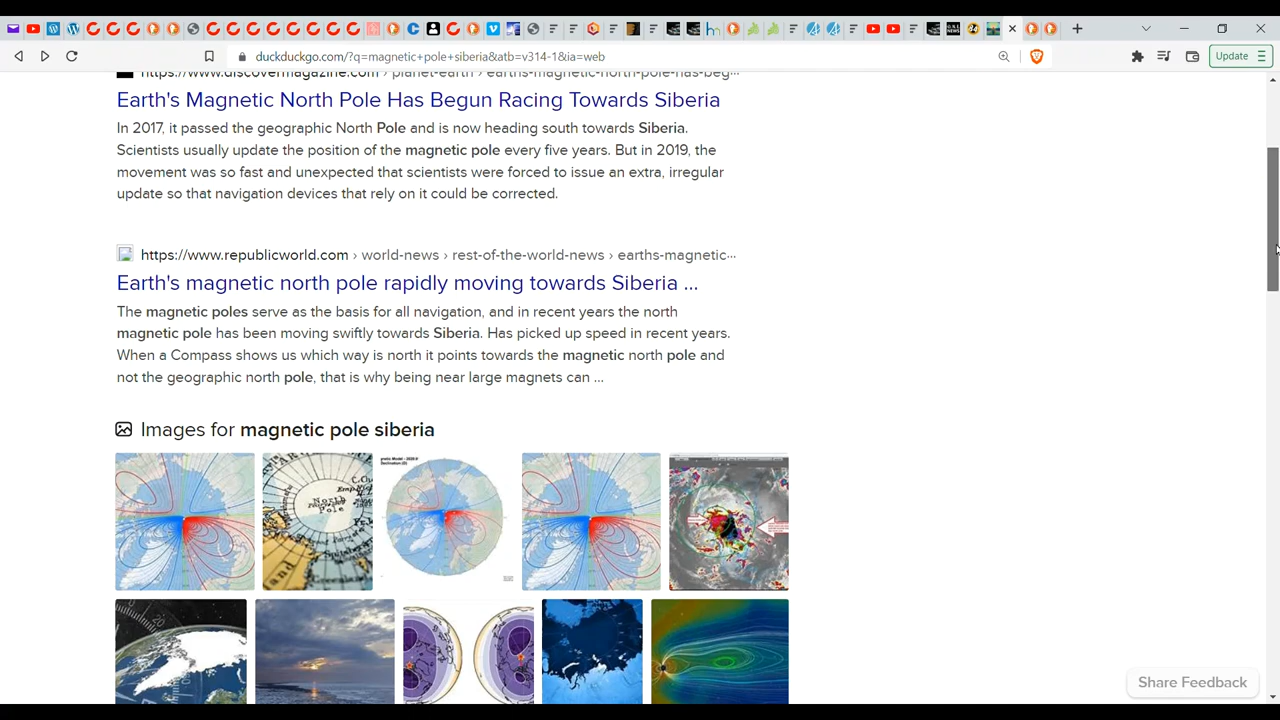 duckduckgo.com/?q=magnetic+pole+siberia&atb=v314-1&ia=web
Update
https://www.discovermagazine.com › planet-earth › earths-magnetic-north-pole-has-beg...
Earth's Magnetic North Pole Has Begun Racing Towards Siberia
In 2017, it passed the geographic North Pole and is now heading south towards Siberia.
Scientists usually update the position of the magnetic pole every five years. But in 2019, the
movement was so fast and unexpected that scientists were forced to issue an extra, irregular
update so that navigation devices that rely on it could be corrected.
https://www.republicworld.com › world-news › rest-of-the-world-news › earths-magnetic...
Earth's magnetic north pole rapidly moving towards Siberia ...
The magnetic poles serve as the basis for all navigation, and in recent years the north
magnetic pole has been moving swiftly towards Siberia. Has picked up speed in recent years.
When a Compass shows us which way is north it points towards the magnetic north pole and
not the geographic north pole, that is why being near large magnets can ...
Images for magnetic pole siberia
North
Pole
Share Feedback